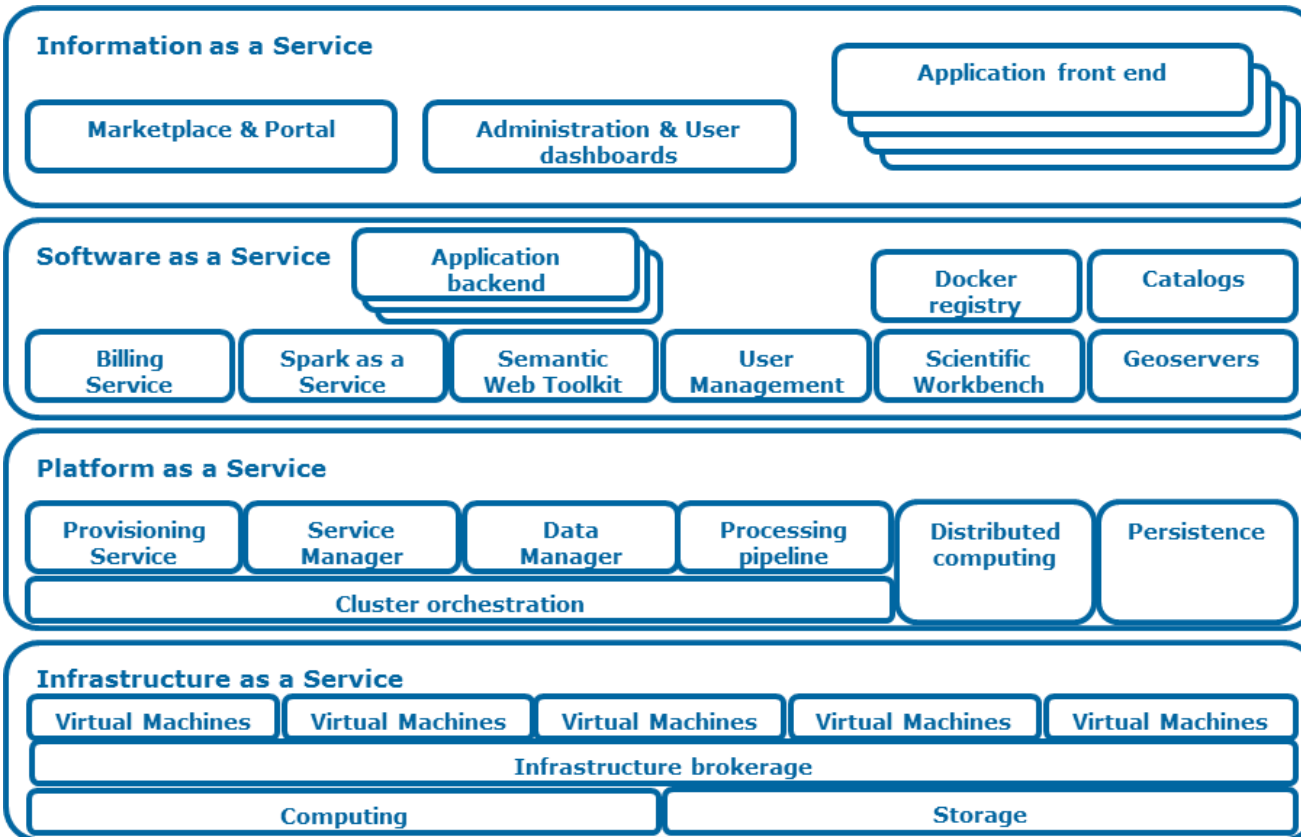 Information as a Service
Application front end
Marketplace & Portal
Administration & User
dashboards
Software as a Service
Application
backend
Docker
registry
Catalogs
Billing
Service
Spark as a
Service
Semantic
Web Toolkit
User
Management
Scientific
Workbench
Geoservers
Platform as a Service
Provisioning
Service
Service
Manager
Data
Manager
Processing
pipeline
Distributed
computing
Persistence
Cluster orchestration
Infrastructure as a Service
Virtual Machines
Virtual Machines
Virtual Machines
Virtual Machines
Virtual Machines
Infrastructure brokerage
Computing
Storage